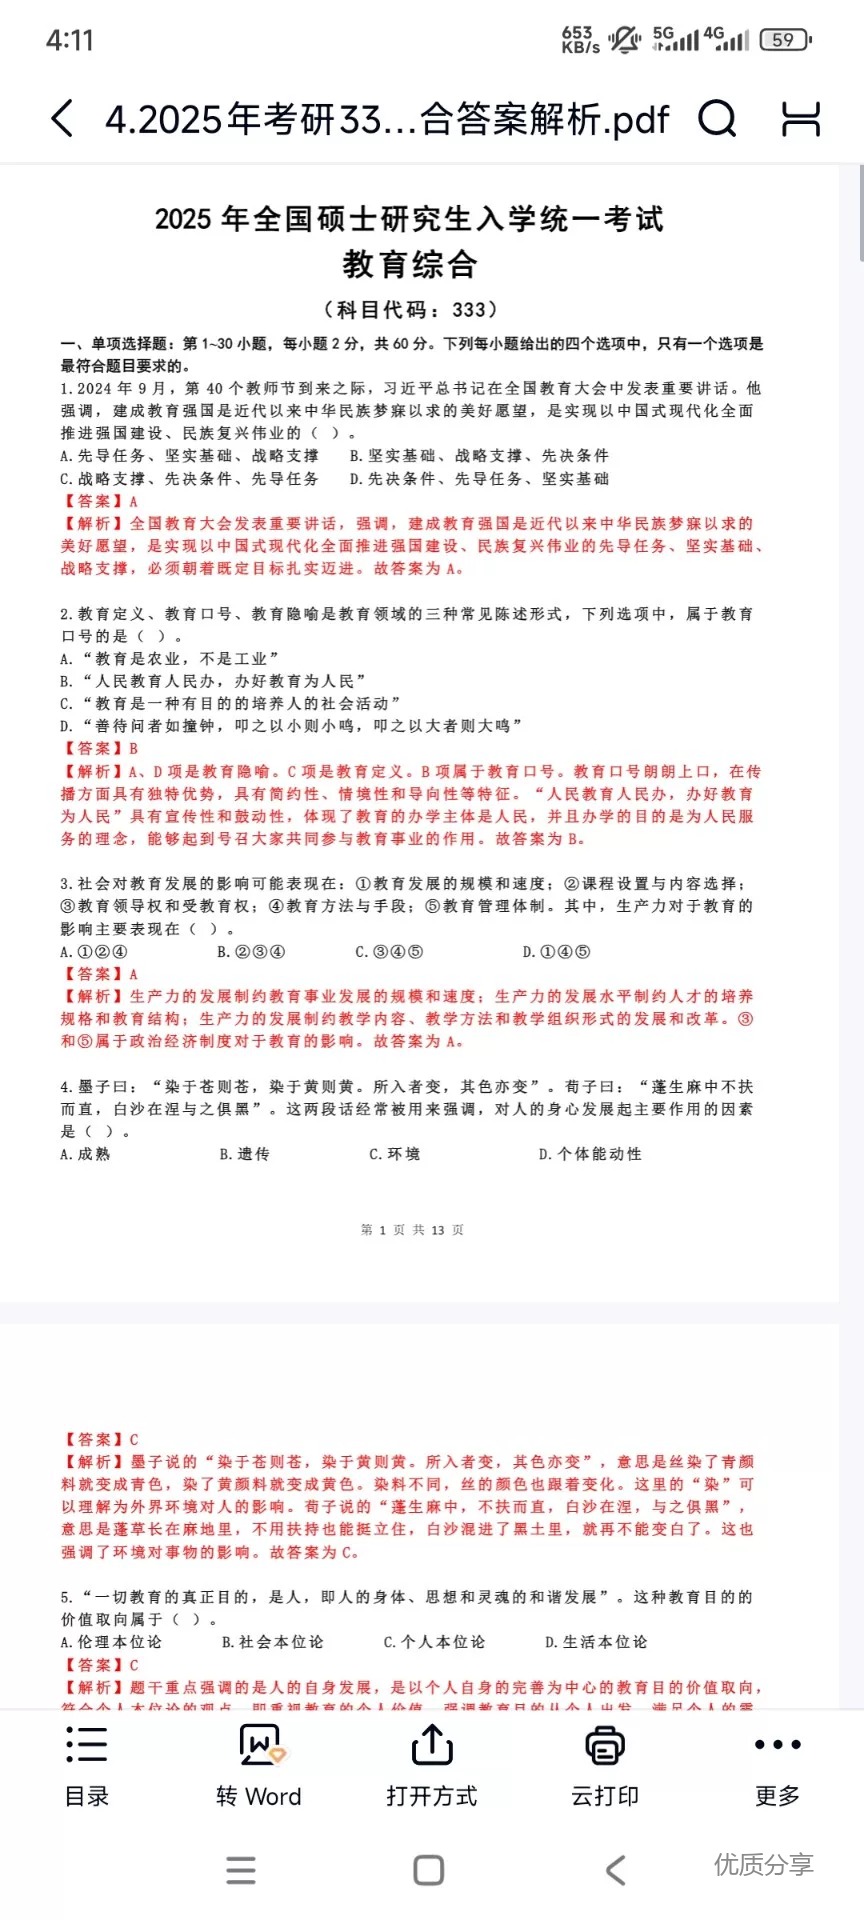 4:11
653 KB/s 5G 4G 59
4.2025年考研33...合答案解析.pdf
2025 年全国硕士研究生入学统一考试
教育综合
（科目代码：333）
一、单项选择题：第 1~30 小题，每小题 2 分，共 60 分。下列每小题给出的四个选项中，只有一个选项是
最符合题目要求的。
1.2024 年 9 月，第 40 个教师节到来之际，习近平总书记在全国教育大会中发表重要讲话。他
强调，建成教育强国是近代以来中华民族梦寐以求的美好愿望，是实现以中国式现代化全面
推进强国建设、民族复兴伟业的（ ）。
A.先导任务、坚实基础、战略支撑 B.坚实基础、战略支撑、先决条件
C.战略支撑、先决条件、先导任务 D.先决条件、先导任务、坚实基础
【答案】A
【解析】全国教育大会发表重要讲话，强调，建成教育强国是近代以来中华民族梦寐以求的
美好愿望，是实现以中国式现代化全面推进强国建设、民族复兴伟业的先导任务、坚实基础、
战略支撑，必须朝着既定目标扎实迈进。故答案为 A。
2.教育定义、教育口号、教育隐喻是教育领域的三种常见陈述形式，下列选项中，属于教育
口号的是（ ）。
A.“教育是农业，不是工业”
B.“人民教育人民办，办好教育为人民”
C.“教育是一种有目的的培养人的社会活动”
D.“善待问者如撞钟，叩之以小则小鸣，叩之以大者则大鸣”
【答案】B
【解析】A、D 项是教育隐喻。C 项是教育定义。B 项属于教育口号。教育口号朗朗上口，在传
播方面具有独特优势，具有简约性、情境性和导向性等特征。“人民教育人民办，办好教育
为人民”具有宣传性和鼓动性，体现了教育的办学主体是人民，并且办学的目的是为人民服
务的理念，能够起到号召大家共同参与教育事业的作用。故答案为 B。
3.社会对教育发展的影响可能表现在：①教育发展的规模和速度；②课程设置与内容选择；
③教育领导权和受教育权；④教育方法与手段；⑤教育管理体制。其中，生产力对于教育的
影响主要表现在（ ）。
A.①②④ B.②③④ C.③④⑤ D.①④⑤
【答案】A
【解析】生产力的发展制约教育事业发展的规模和速度；生产力的发展水平制约人才的培养
规格和教育结构；生产力的发展制约教学内容、教学方法和教学组织形式的发展和改革。③
和⑤属于政治经济制度对于教育的影响。故答案为 A。
4.墨子曰：“染于苍则苍，染于黄则黄。所入者变，其色亦变”。荀子曰：“蓬生麻中不扶
而直，白沙在涅与之俱黑”。这两段话经常被用来强调，对人的身心发展起主要作用的因素
是（ ）。
A.成熟 B.遗传 C.环境 D.个体能动性
第 1 页 共 13 页
【答案】C
【解析】墨子说的“染于苍则苍，染于黄则黄。所入者变，其色亦变”，意思是丝染了青颜
料就变成青色，染了黄颜料就变成黄色。染料不同，丝的颜色也跟着变化。这里的“染”可
以理解为外界环境对人的影响。荀子说的“蓬生麻中，不扶而直，白沙在涅，与之俱黑”，
意思是蓬草长在麻地里，不用扶持也能挺立住，白沙混进了黑土里，就再不能变白了。这也
强调了环境对事物的影响。故答案为 C。
5.“一切教育的真正目的，是人，即人的身体、思想和灵魂的和谐发展”。这种教育目的的
价值取向属于（ ）。
A.伦理本位论 B.社会本位论 C.个人本位论 D.生活本位论
【答案】C
【解析】题干重点强调的是人的自身发展，是以个人自身的完善为中心的教育目的价值取向，
符合个人本位论的观点，即重视教育的个人价值，强调教育目的从个人出发，满足个人的需
目录 转 Word 打开方式 云打印 更多
优质分享